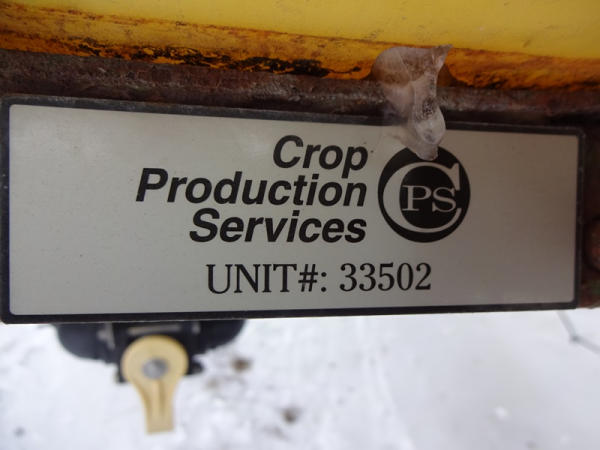 Crop
Production
Services
CPS
UNIT#: 33502